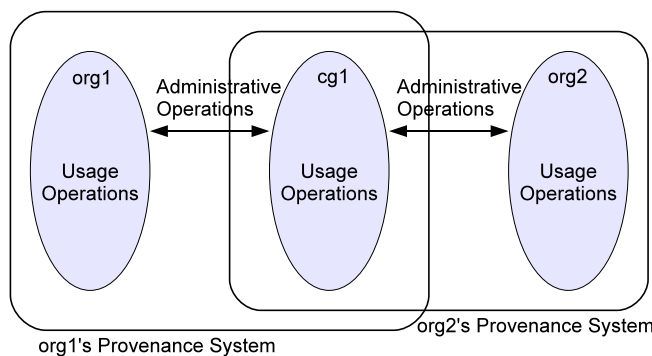 org1
Administrative
Operations
cg1
Administrative
Operations
org2
Usage
Operations
Usage
Operations
Usage
Operations
org1's Provenance System
org2's Provenance System